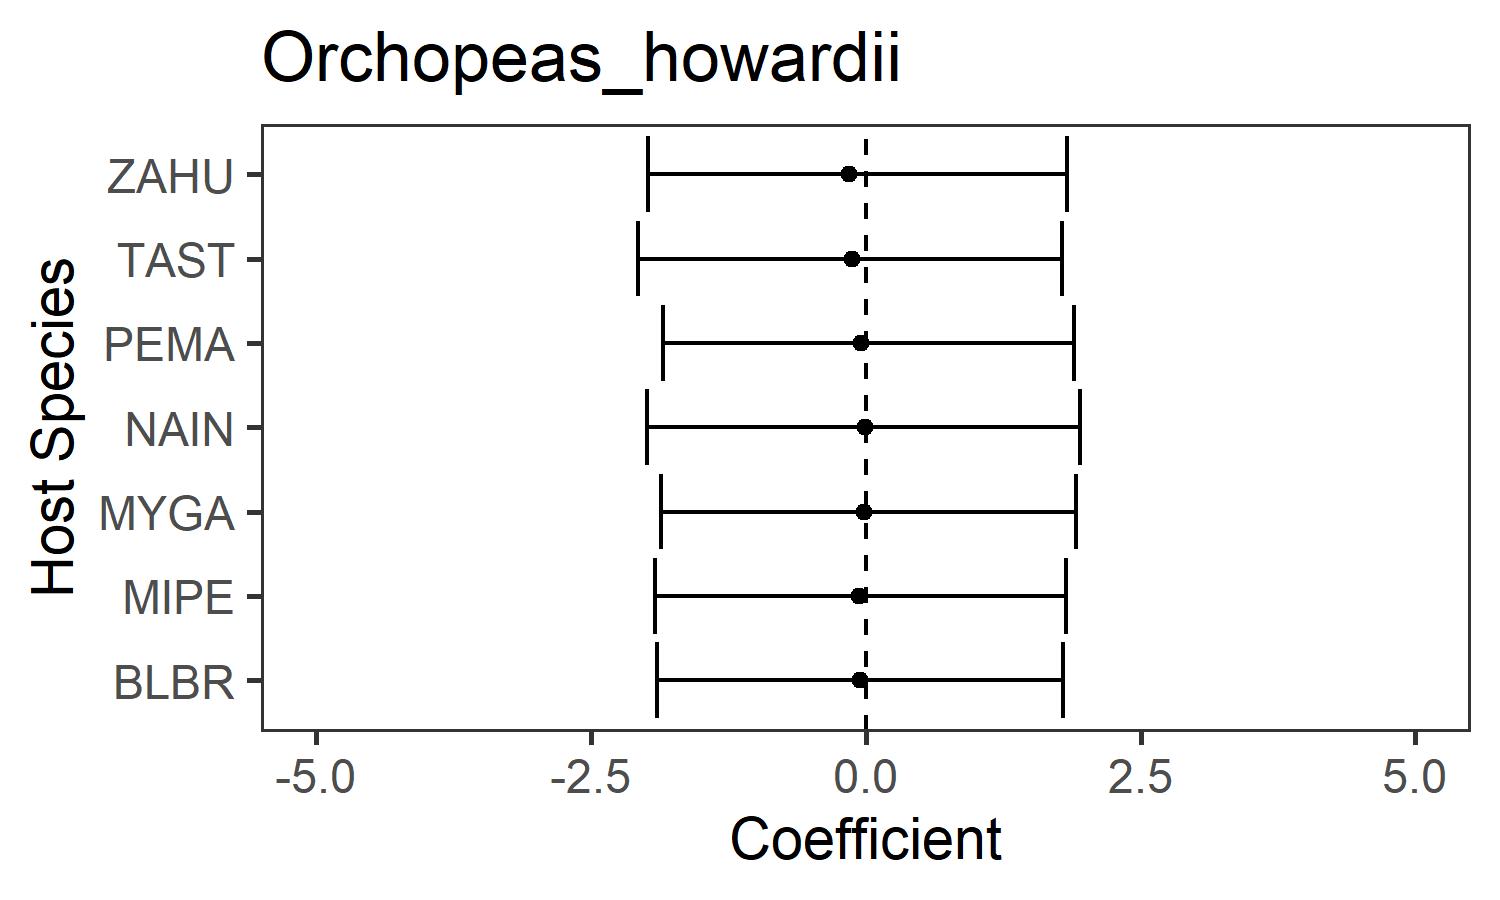 Orchopeas_howardii
Host Species
ZAHU
TAST
PEMA
NAIN
MYGA
MIPE
BLBR
-5.0 -2.5 0.0 2.5 5.0
Coefficient